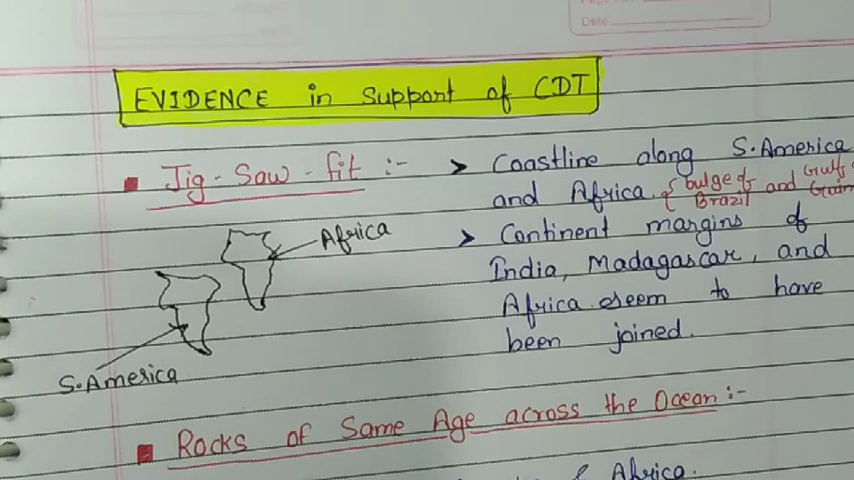 Date
EVIDENCE in Support of CDT
Jig-Saw-fit :-
> Coastline along S.America
and Africa. { bulge of Brazil and Gulf of
> Continent margins of
India, Madagascar, and
Africa seem to have
been joined.
Africa
S.America
Rocks of Same Age across the Ocean :-
Africa.